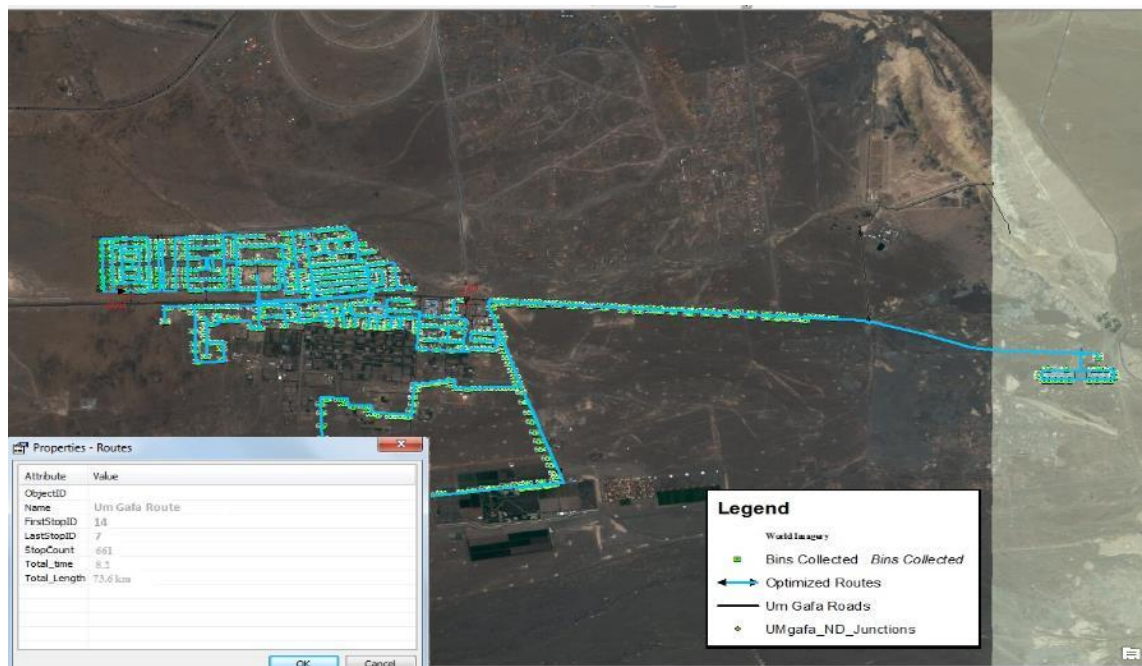 Properties - Routes
Attribute Value
ObjectID
Name Um Gafa Route
FirstStopID 14
LastStopID 7
StopCount 661
Total_time 8.2
Total_Length 73.6 km
OK Cancel
Legend
World Imagery
Bins Collected Bins Collected
Optimized Routes
Um Gafa Roads
UMgafa_ND_Junctions